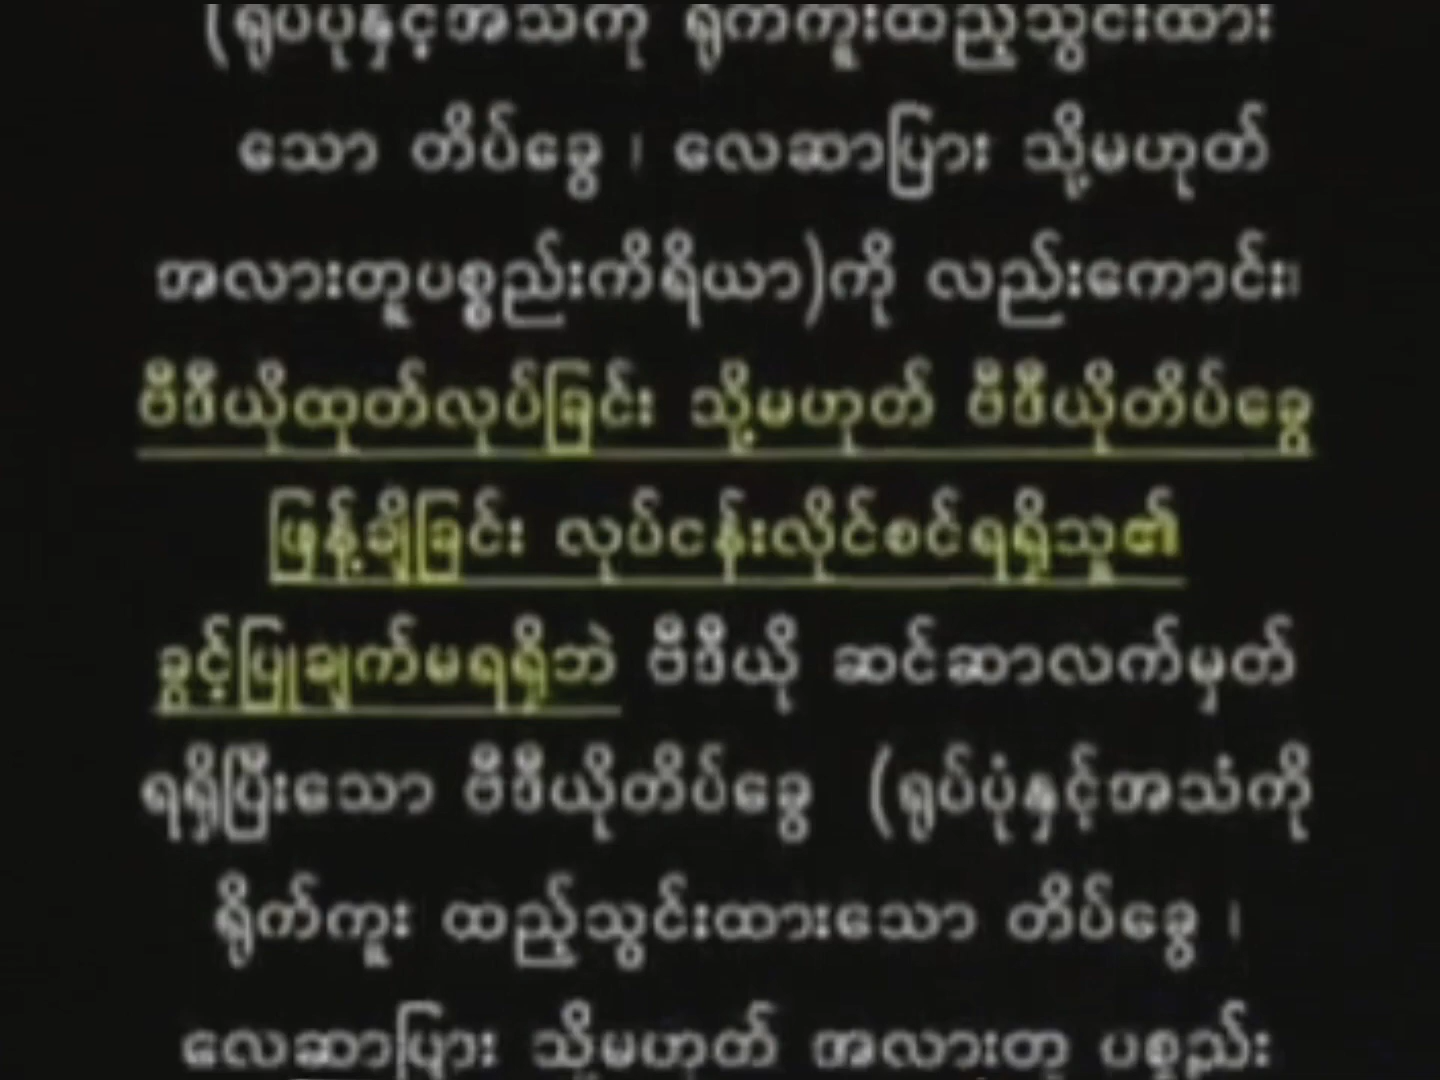 (ရုပ်ပုံနှင့်အသံကို ရိုက်ကူးထည့်သွင်းထား
သော တိပ်ခွေ ၊ လေဆာပြား သို့မဟုတ်
အလားတူပစ္စည်းကိရိယာ)ကို လည်းကောင်း၊
ဗီဒီယိုထုတ်လုပ်ခြင်း သို့မဟုတ် ဗီဒီယိုတိပ်ခွေ
ဖြန့်ချိခြင်း လုပ်ငန်းလိုင်စင်ရရှိသူ၏
ခွင့်ပြုချက်မရရှိဘဲ ဗီဒီယို ဆင်ဆာလက်မှတ်
ရရှိပြီးသော ဗီဒီယိုတိပ်ခွေ (ရုပ်ပုံနှင့်အသံကို
ရိုက်ကူး ထည့်သွင်းထားသော တိပ်ခွေ ၊
လေဆာပြား သို့မဟုတ် အလားတူ ပစ္စည်း